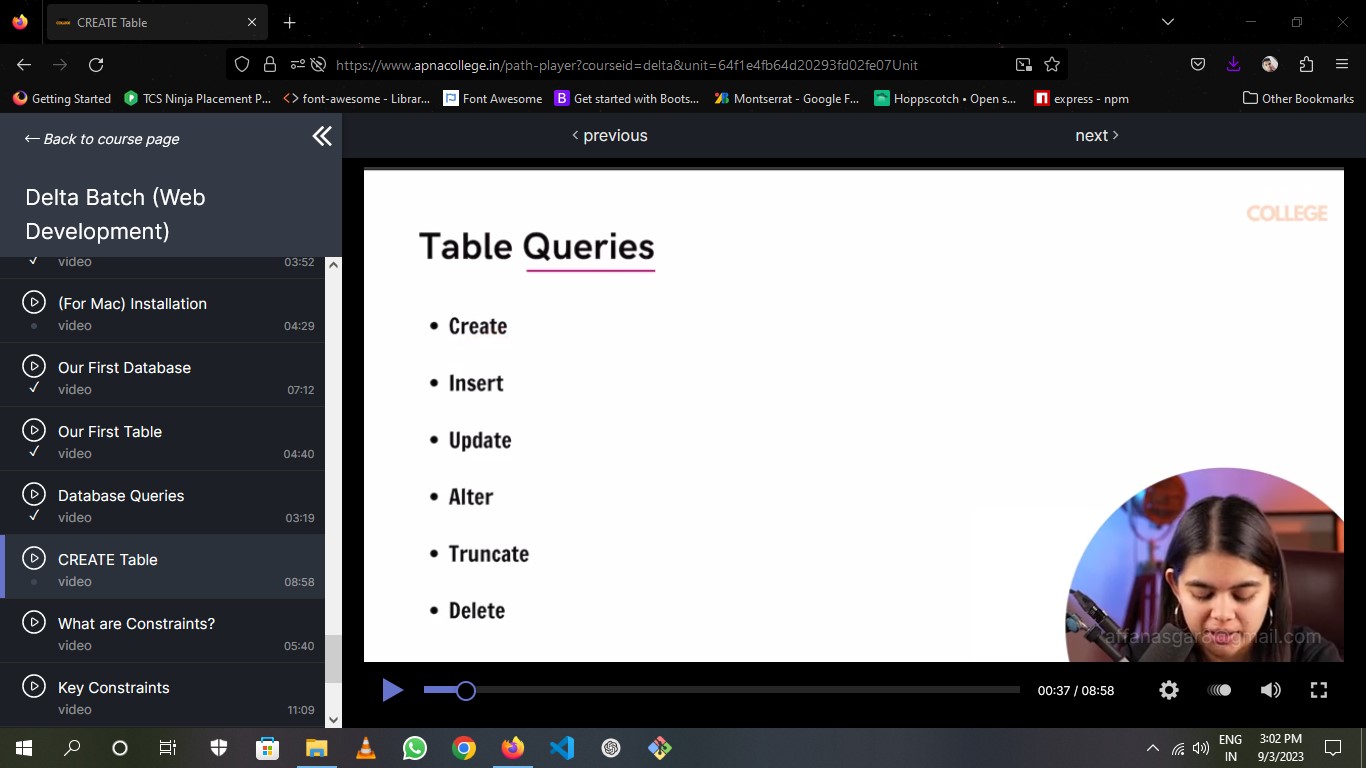 CREATE Table
https://www.apnacollege.in/path-player?courseid=delta&unit=64f1e4fb64d20293fd02fe07Unit
Getting Started
TCS Ninja Placement P...
font-awesome - Librar...
Font Awesome
Get started with Boots...
Montserrat - Google F...
Hoppscotch • Open s...
express - npm
Other Bookmarks
← Back to course page
Delta Batch (Web
Development)
video 03:52
(For Mac) Installation
video 04:29
Our First Database
video 07:12
Our First Table
video 04:40
Database Queries
video 03:19
CREATE Table
video 08:58
What are Constraints?
video 05:40
Key Constraints
video 11:09
‹ previous
next ›
COLLEGE
Table Queries
• Create
• Insert
• Update
• Alter
• Truncate
• Delete
00:37 / 08:58
ENG
IN
3:02 PM
9/3/2023